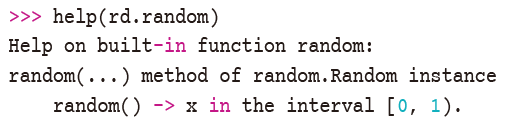 >>> help(rd.random)
Help on built-in function random:
random(...) method of random.Random instance
    random() -> x in the interval [0, 1).